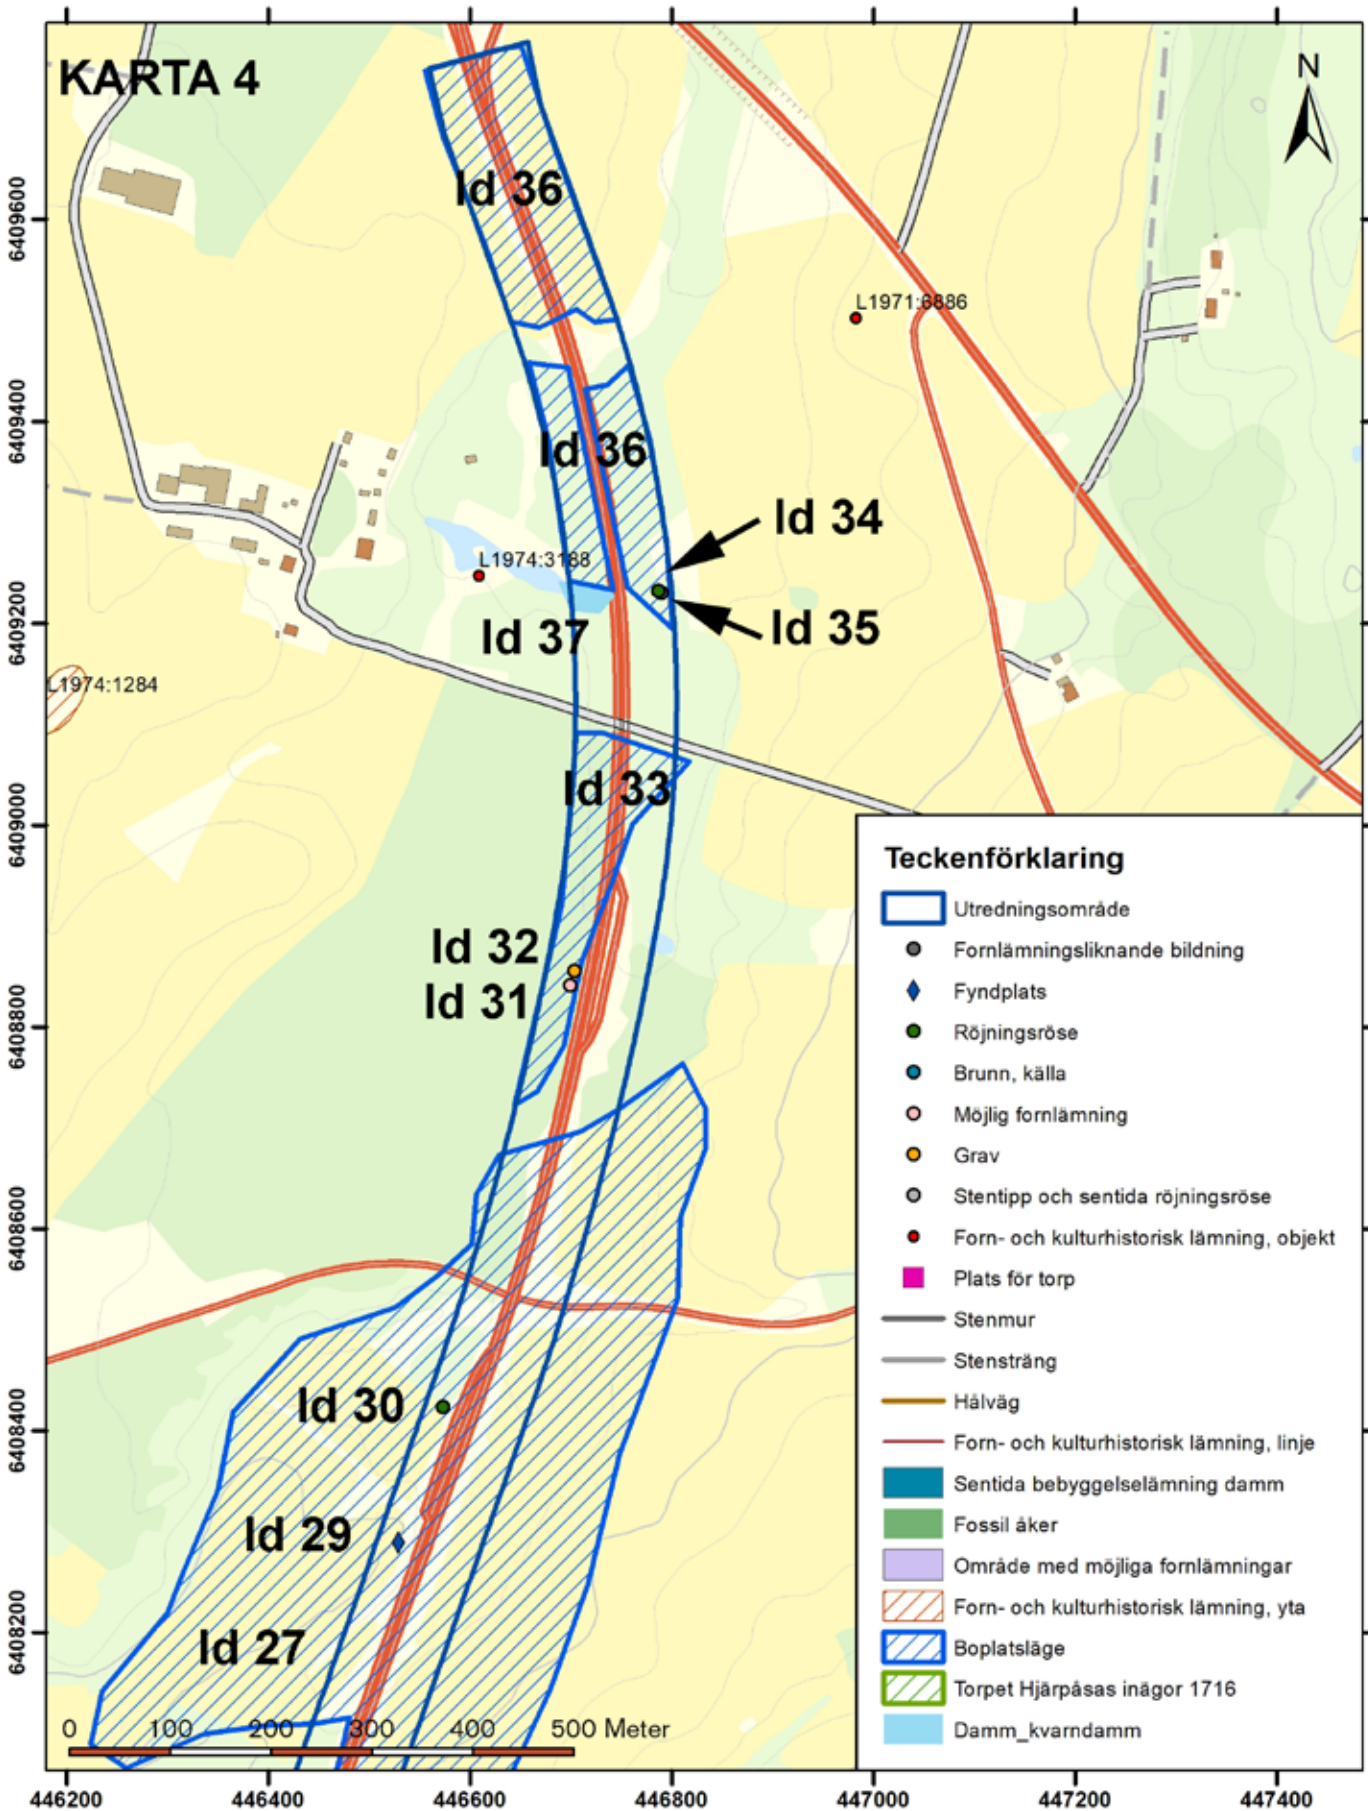 KARTA 4
N
Id 36
L1971:6886
Id 36
Id 34
L1974:3188
Id 35
Id 37
L1974:1284
Id 33
Id 32
Id 31
Id 30
Id 29
Id 27
0 100 200 300 400 500 Meter
6409600
6409400
6409200
6409000
6408800
6408600
6408400
6408200
446200 446400 446600 446800 447000 447200 447400
Teckenförklaring
Utredningsområde
Fornlämningsliknande bildning
Fyndplats
Röjningsröse
Brunn, källa
Möjlig fornlämning
Grav
Stentipp och sentida röjningsröse
Forn- och kulturhistorisk lämning, objekt
Plats för torp
Stenmur
Stensträng
Hålväg
Forn- och kulturhistorisk lämning, linje
Sentida bebyggelselämning damm
Fossil åker
Område med möjliga fornlämningar
Forn- och kulturhistorisk lämning, yta
Boplatsläge
Torpet Hjärpåsas inägor 1716
Damm_kvarndamm